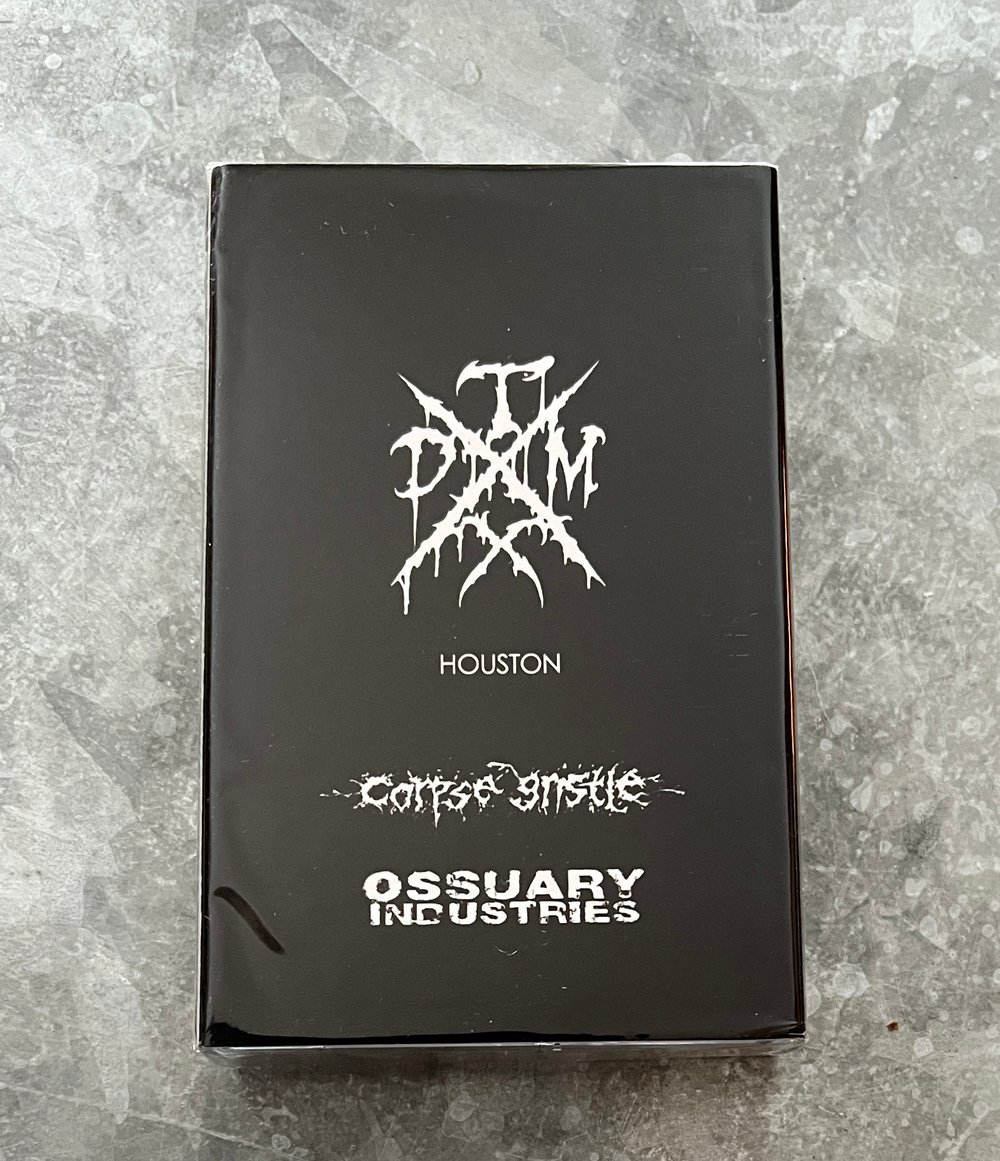 T
D M
X
HOUSTON
corpse gristle
OSSUARY
INDUSTRIES